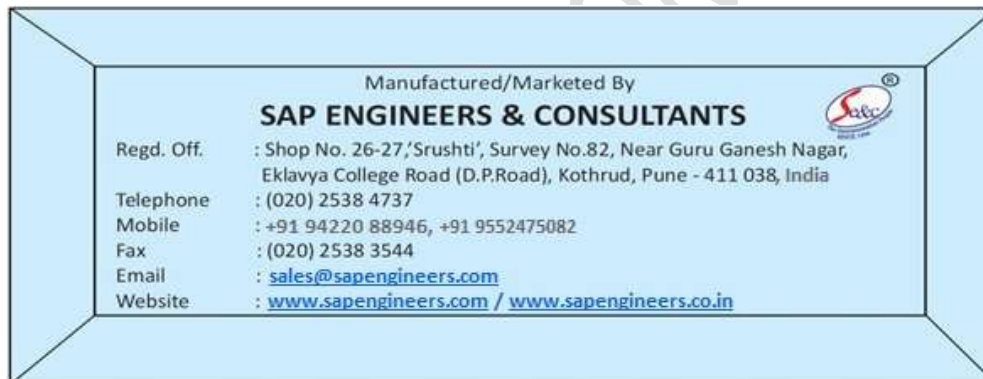 Manufactured/Marketed By
SAP ENGINEERS & CONSULTANTS
Se&c ®
SINCE
Regd. Off. : Shop No. 26-27,'Srushti', Survey No.82, Near Guru Ganesh Nagar,
Eklavya College Road (D.P.Road), Kothrud, Pune - 411 038, India
Telephone : (020) 2538 4737
Mobile : +91 94220 88946, +91 9552475082
Fax : (020) 2538 3544
Email : sales@sapengineers.com
Website : www.sapengineers.com / www.sapengineers.co.in